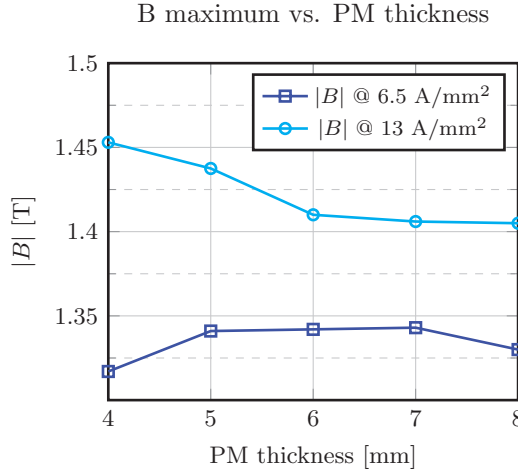 B maximum vs. PM thickness
1.5
|B| @ 6.5 A/mm²
|B| @ 13 A/mm²
1.45
1.4
1.35
|B| [T]
4 5 6 7 8
PM thickness [mm]